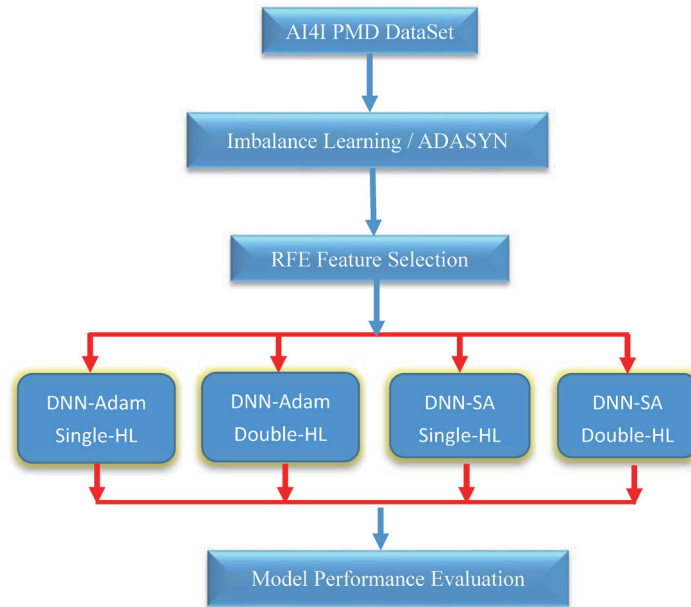 AI4I PMD DataSet
Imbalance Learning / ADASYN
RFE Feature Selection
DNN-Adam
Single-HL
DNN-Adam
Double-HL
DNN-SA
Single-HL
DNN-SA
Double-HL
Model Performance Evaluation